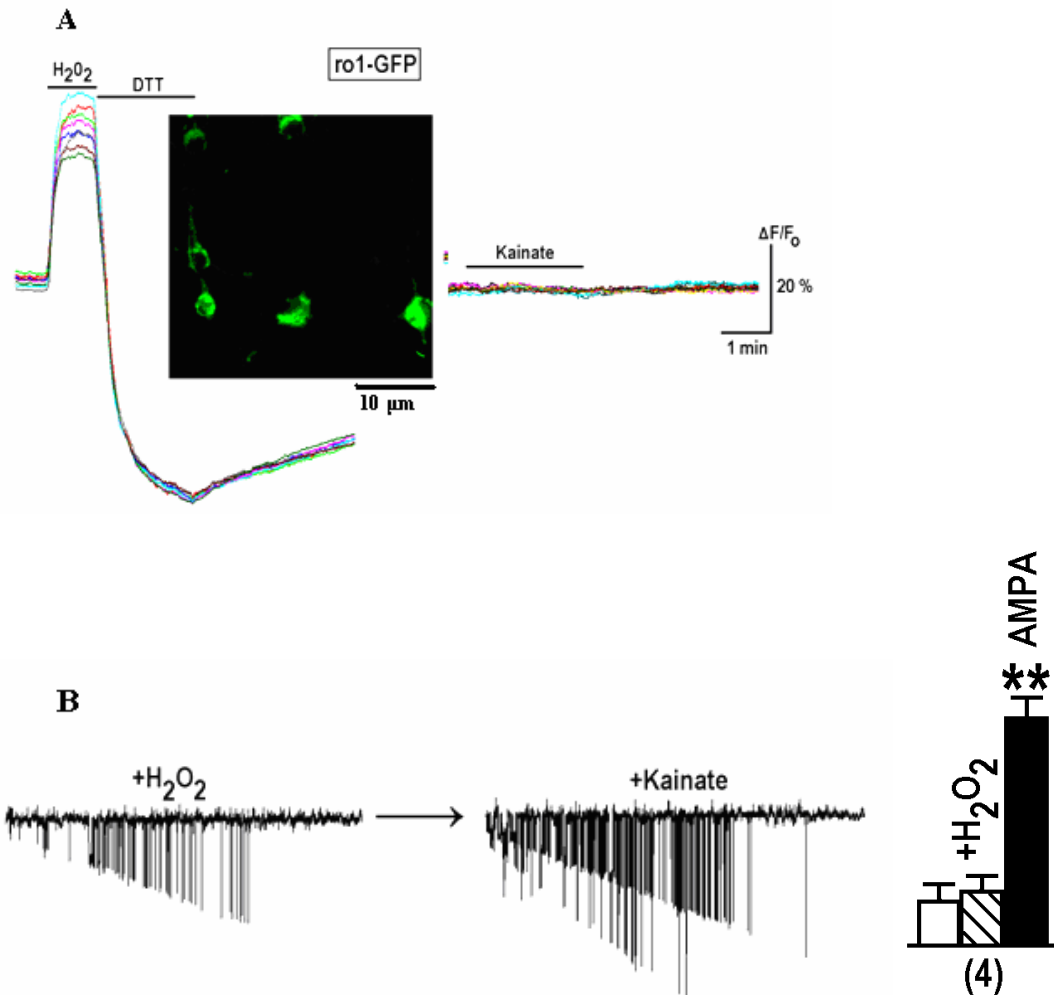 A
ro1-GFP
H₂0₂
DTT
Kainate
ΔF/F₀
20 %
1 min
10 µm
B
+H₂O₂
+Kainate
+H₂O₂
** AMPA
(4)